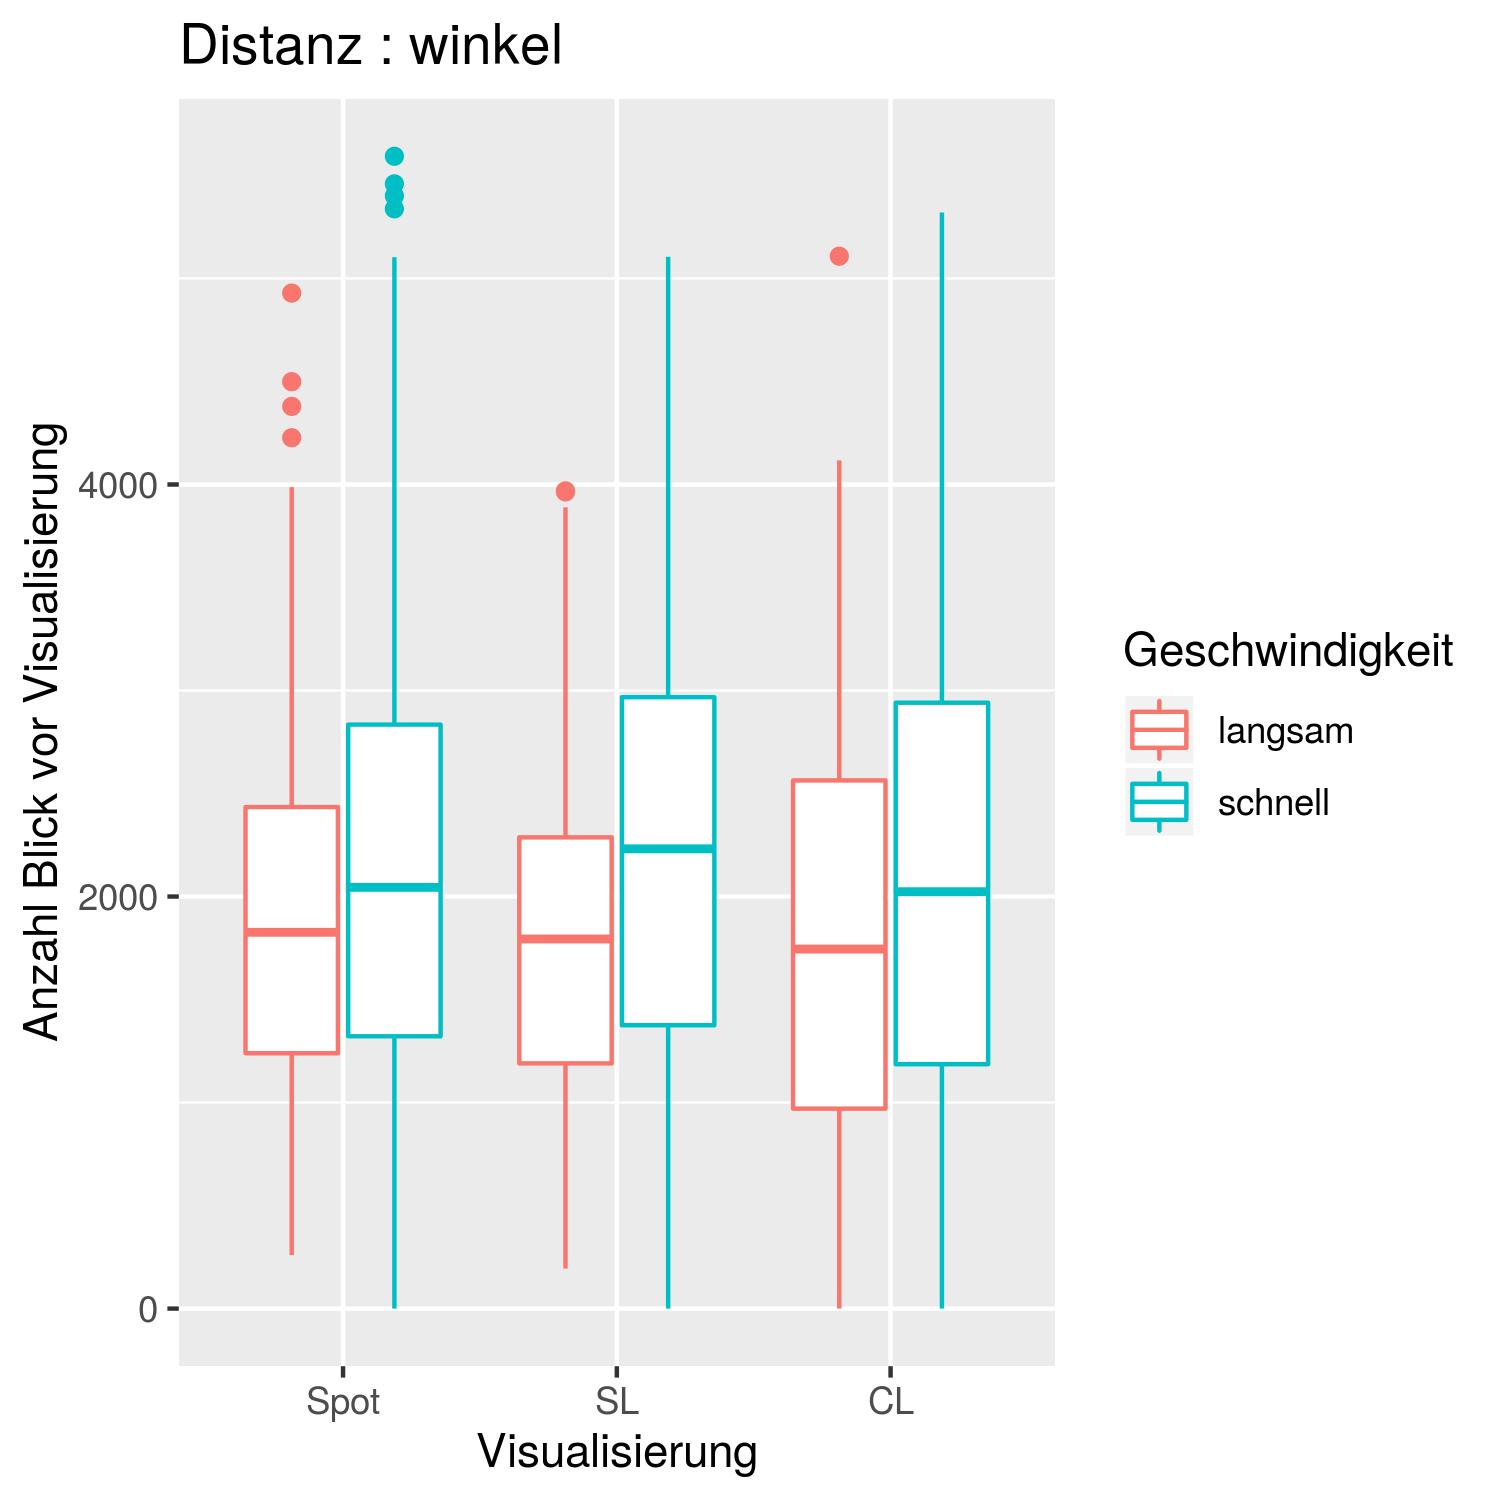 Distanz : winkel
Anzahl Blick vor Visualisierung
4000
2000
0
Spot
SL
CL
Visualisierung
Geschwindigkeit
langsam
schnell